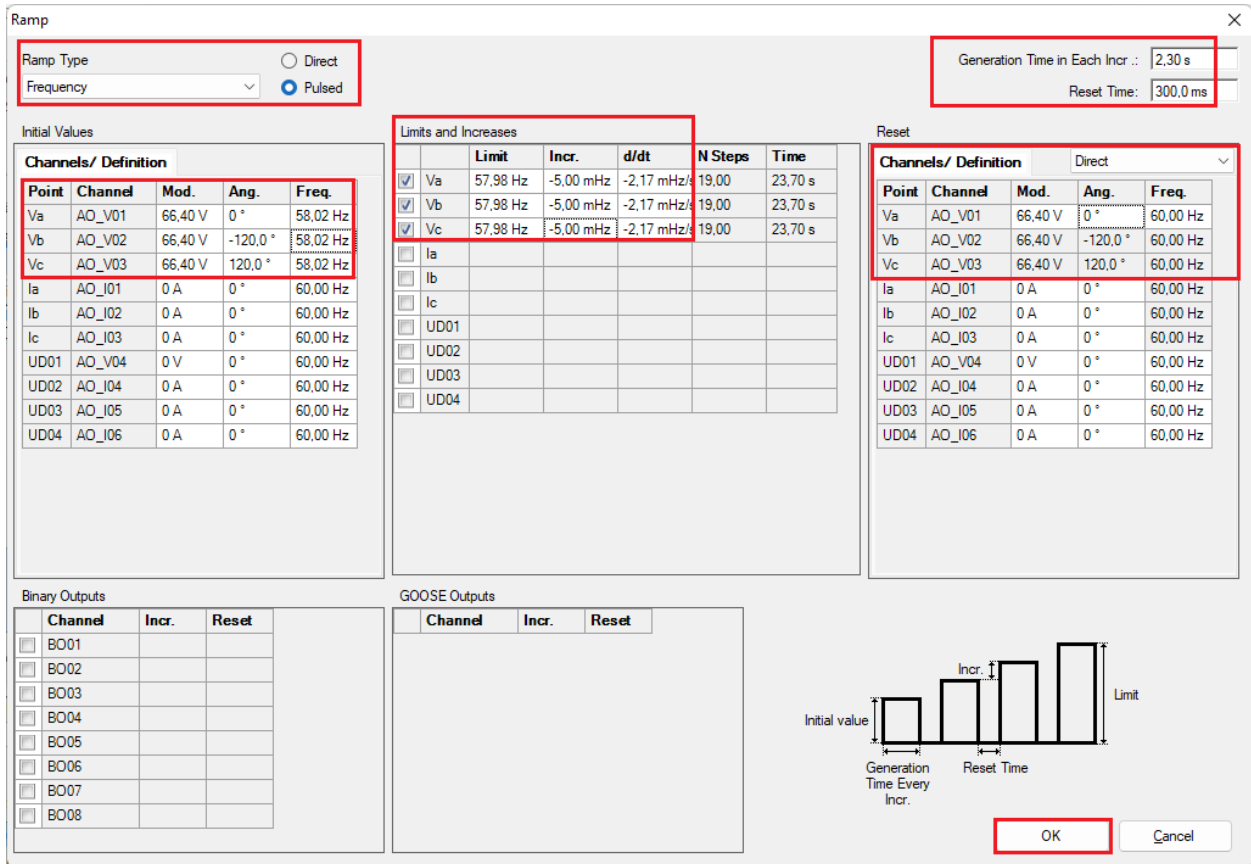 Ramp
Ramp Type
Direct
Frequency
Pulsed
Generation Time in Each Incr .: 2,30 s
Reset Time: 300,0 ms
Initial Values
Channels/ Definition
Point Channel Mod. Ang. Freq.
Va AO_V01 66,40 V 0 ° 58,02 Hz
Vb AO_V02 66,40 V -120,0 ° 58,02 Hz
Vc AO_V03 66,40 V 120,0 ° 58,02 Hz
Ia AO_I01 0 A 0 ° 60,00 Hz
Ib AO_I02 0 A 0 ° 60,00 Hz
Ic AO_I03 0 A 0 ° 60,00 Hz
UD01 AO_V04 0 V 0 ° 60,00 Hz
UD02 AO_I04 0 A 0 ° 60,00 Hz
UD03 AO_I05 0 A 0 ° 60,00 Hz
UD04 AO_I06 0 A 0 ° 60,00 Hz
Limits and Increases
Limit Incr. d/dt N Steps Time
Va 57,98 Hz -5,00 mHz -2,17 mHz/s 19,00 23,70 s
Vb 57,98 Hz -5,00 mHz -2,17 mHz/s 19,00 23,70 s
Vc 57,98 Hz -5,00 mHz -2,17 mHz/s 19,00 23,70 s
Ia
Ib
Ic
UD01
UD02
UD03
UD04
Reset
Channels/ Definition Direct
Point Channel Mod. Ang. Freq.
Va AO_V01 66,40 V 0 ° 60,00 Hz
Vb AO_V02 66,40 V -120,0 ° 60,00 Hz
Vc AO_V03 66,40 V 120,0 ° 60,00 Hz
Ia AO_I01 0 A 0 ° 60,00 Hz
Ib AO_I02 0 A 0 ° 60,00 Hz
Ic AO_I03 0 A 0 ° 60,00 Hz
UD01 AO_V04 0 V 0 ° 60,00 Hz
UD02 AO_I04 0 A 0 ° 60,00 Hz
UD03 AO_I05 0 A 0 ° 60,00 Hz
UD04 AO_I06 0 A 0 ° 60,00 Hz
Binary Outputs
Channel Incr. Reset
BO01
BO02
BO03
BO04
BO05
BO06
BO07
BO08
GOOSE Outputs
Channel Incr. Reset
Incr.
Limit
Initial value
Generation
Time Every
Incr.
Reset Time
OK
Cancel